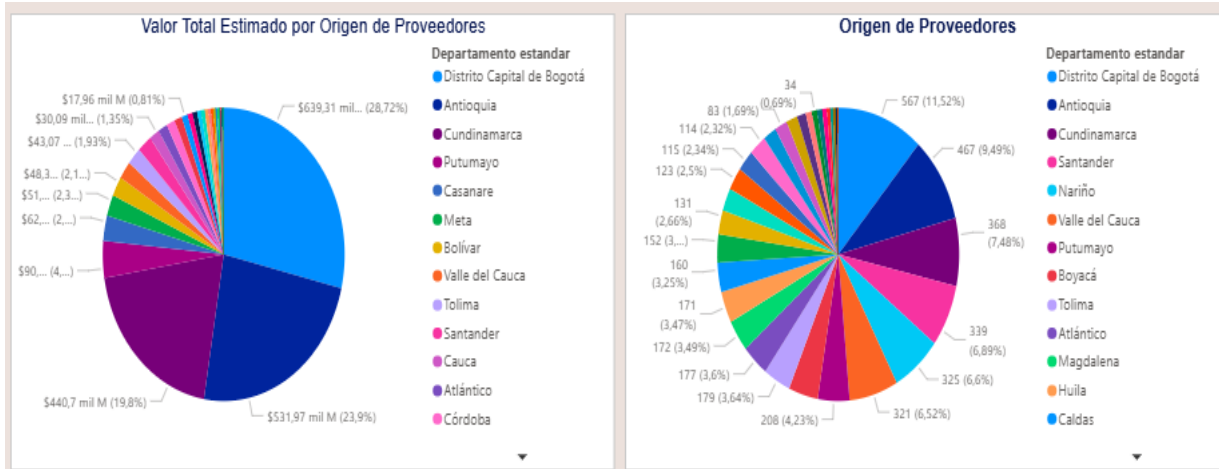 Valor Total Estimado por Origen de Proveedores
Departamento estandar
Distrito Capital de Bogotá
Antioquia
Cundinamarca
Putumayo
Casanare
Meta
Bolívar
Valle del Cauca
Tolima
Santander
Cauca
Atlántico
Córdoba
$639,31 mil... (28,72%)
$531,97 mil M (23,9%)
$440,7 mil M (19,8%)
$90,... (4,...)
$62,... (2,...)
$51,... (2,3...)
$48,3... (2,1...)
$43,07 ... (1,93%)
$30,09 mil... (1,35%)
$17,96 mil M (0,81%)
Origen de Proveedores
Departamento estandar
Distrito Capital de Bogotá
Antioquia
Cundinamarca
Santander
Nariño
Valle del Cauca
Putumayo
Boyacá
Tolima
Atlántico
Magdalena
Huila
Caldas
567 (11,52%)
467 (9,49%)
368
(7,48%)
339
(6,89%)
325 (6,6%)
321 (6,52%)
208 (4,23%)
179 (3,64%)
177 (3,6%)
172 (3,49%)
171
(3,47%)
160
(3,25%)
152 (3,...)
131
(2,66%)
123 (2,5%)
115 (2,34%)
114 (2,32%)
83 (1,69%)
34
(0,69%)